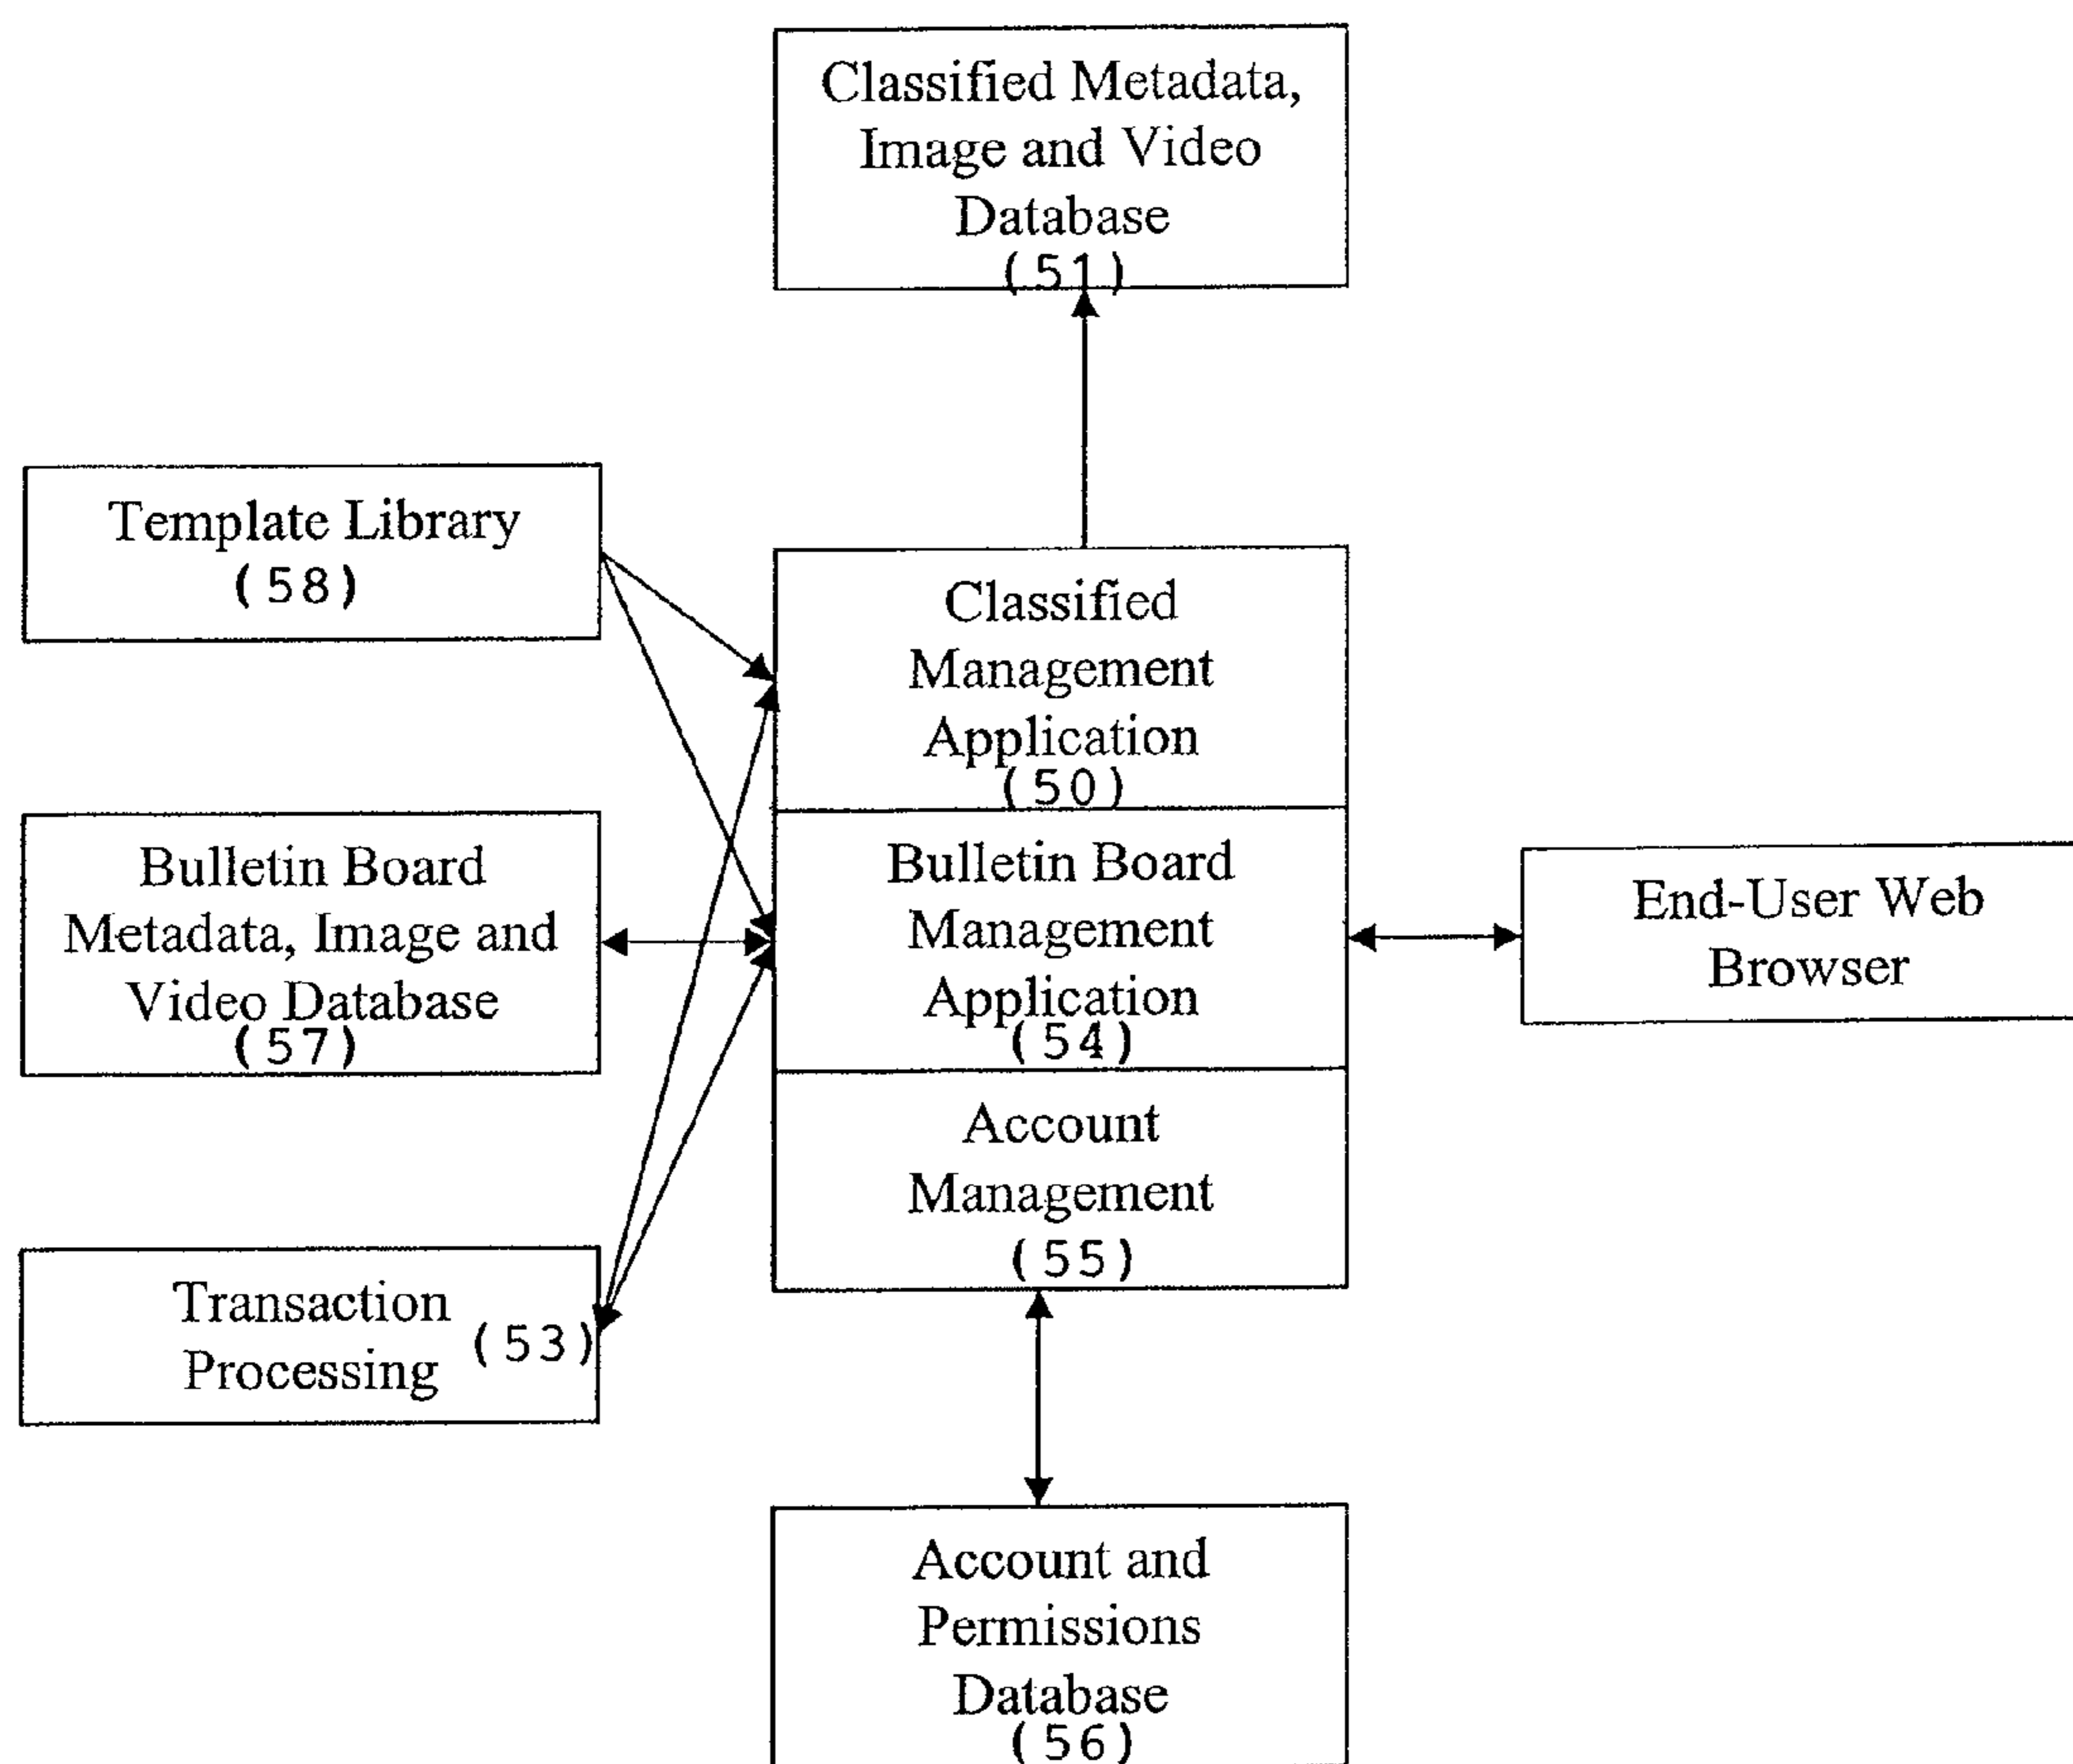 Classified Metadata,
Image and Video
Database
(51)
Template Library
(58)
Classified
Management
Application
(50)
Bulletin Board
Metadata, Image and
Video Database
(57)
Bulletin Board
Management
Application
(54)
End-User Web
Browser
Account
Management
(55)
Transaction
Processing (53)
Account and
Permissions
Database
(56)